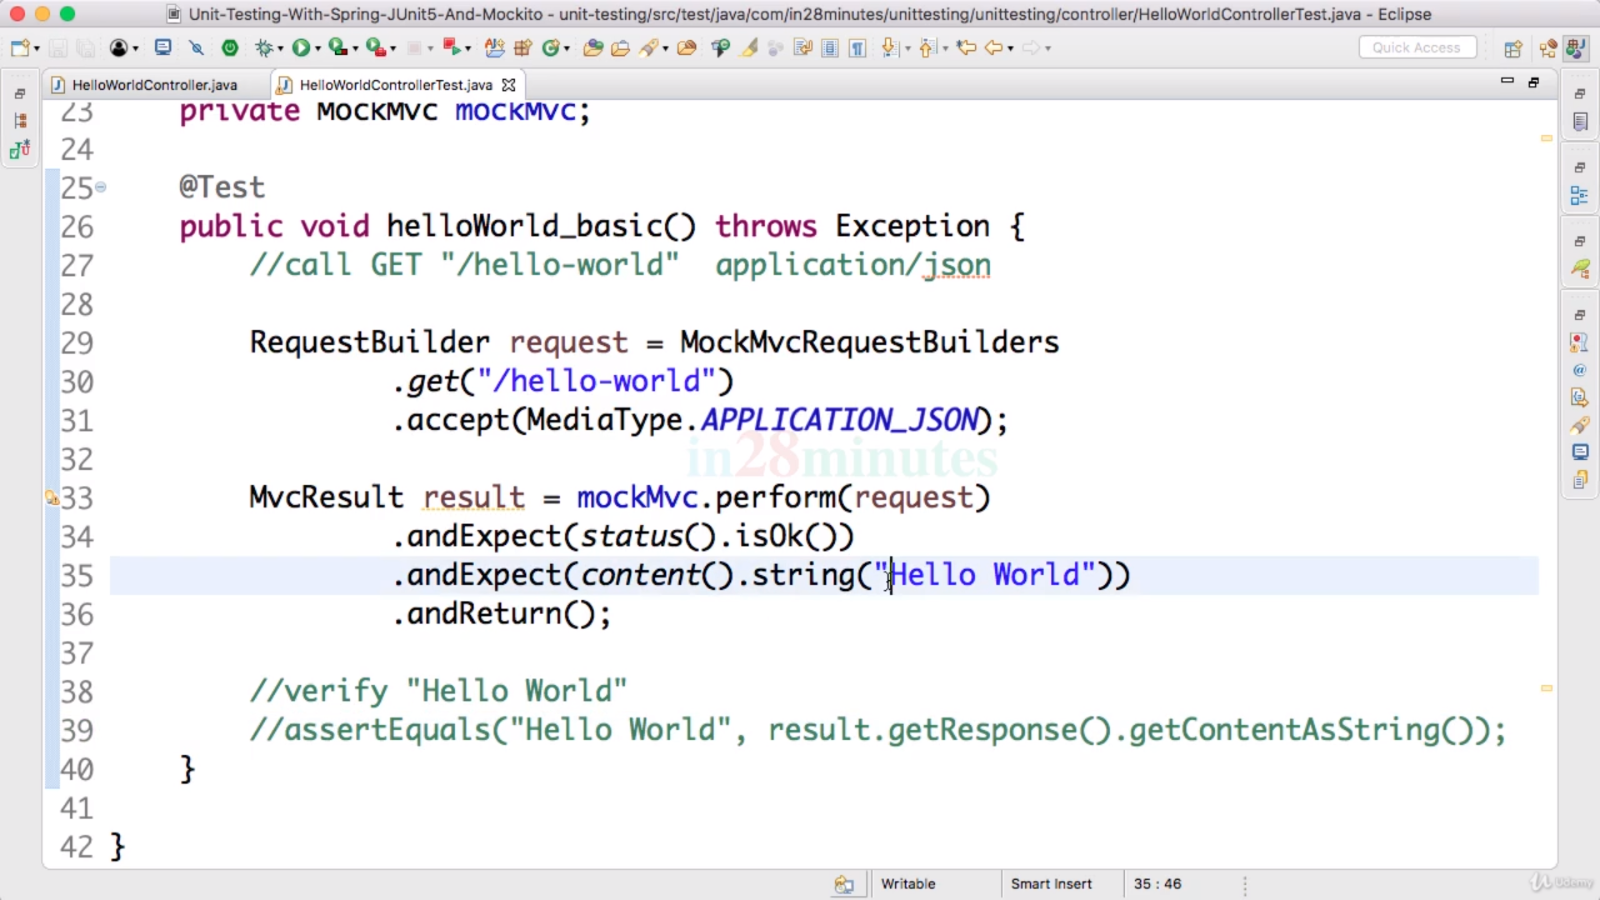 Unit-Testing-With-Spring-JUnit5-And-Mockito - unit-testing/src/test/java/com/in28minutes/unittesting/unittesting/controller/HelloWorldControllerTest.java - Eclipse
Quick Access
HelloWorldController.java
HelloWorldControllerTest.java
23 private MockMvc mockMvc;
24
25 @Test
26 public void helloWorld_basic() throws Exception {
27 //call GET "/hello-world"  application/json
28
29 RequestBuilder request = MockMvcRequestBuilders
30 .get("/hello-world")
31 .accept(MediaType.APPLICATION_JSON);
in28minutes
32
33 MvcResult result = mockMvc.perform(request)
34 .andExpect(status().isOk())
35 .andExpect(content().string("Hello World"))
36 .andReturn();
37
38 //verify "Hello World"
39 //assertEquals("Hello World", result.getResponse().getContentAsString());
40 }
41
42 }
Writable
Smart Insert
35 : 46
Udemy